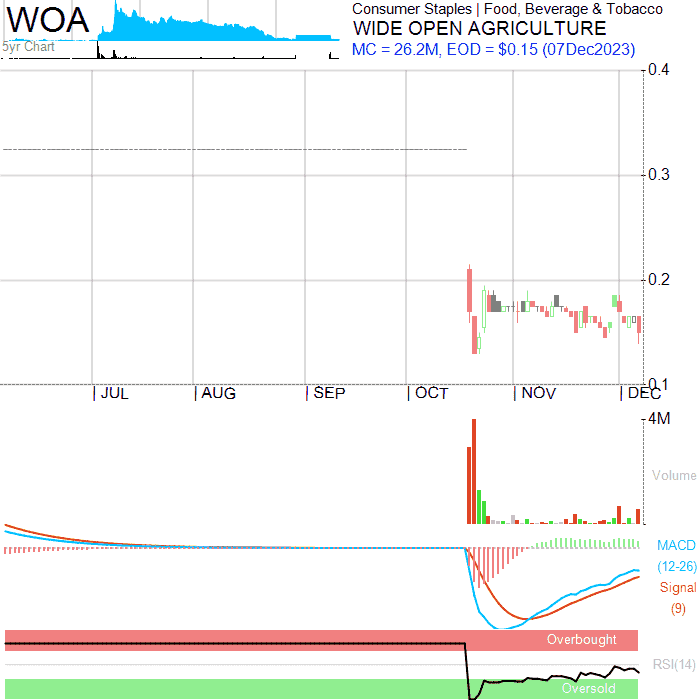 WOA
5yr Chart
Consumer Staples | Food, Beverage & Tobacco
WIDE OPEN AGRICULTURE
MC = 26.2M, EOD = $0.15 (07Dec2023)
0.4
0.3
0.2
0.1
JUL
AUG
SEP
OCT
NOV
DEC
4M
Volume
MACD
(12-26)
Signal
(9)
Overbought
RSI(14)
Oversold